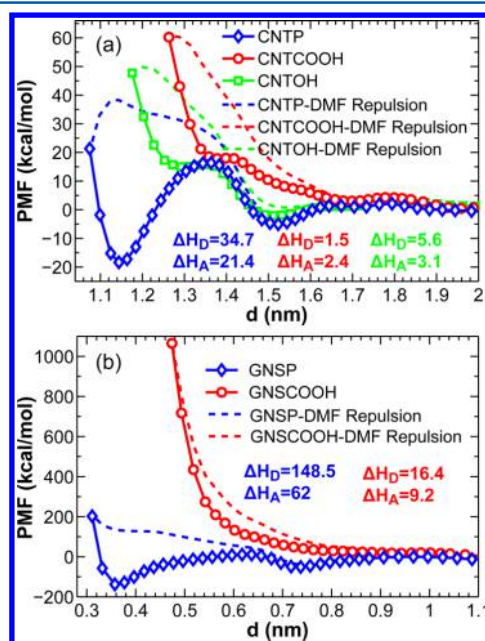 (a)
CNTP
CNTCOOH
CNTOH
CNTP-DMF Repulsion
CNTCOOH-DMF Repulsion
CNTOH-DMF Repulsion
PMF (kcal/mol)
60
50
40
30
20
10
0
−10
−20
ΔH_D=34.7 ΔH_D=1.5 ΔH_D=5.6
ΔH_A=21.4 ΔH_A=2.4 ΔH_A=3.1
1.1 1.2 1.3 1.4 1.5 1.6 1.7 1.8 1.9 2
d (nm)
(b)
GNSP
GNSCOOH
GNSP-DMF Repulsion
GNSCOOH-DMF Repulsion
PMF (kcal/mol)
1000
800
600
400
200
0
−200
ΔH_D=148.5 ΔH_D=16.4
ΔH_A=62 ΔH_A=9.2
0.3 0.4 0.5 0.6 0.7 0.8 0.9 1 1.1
d (nm)